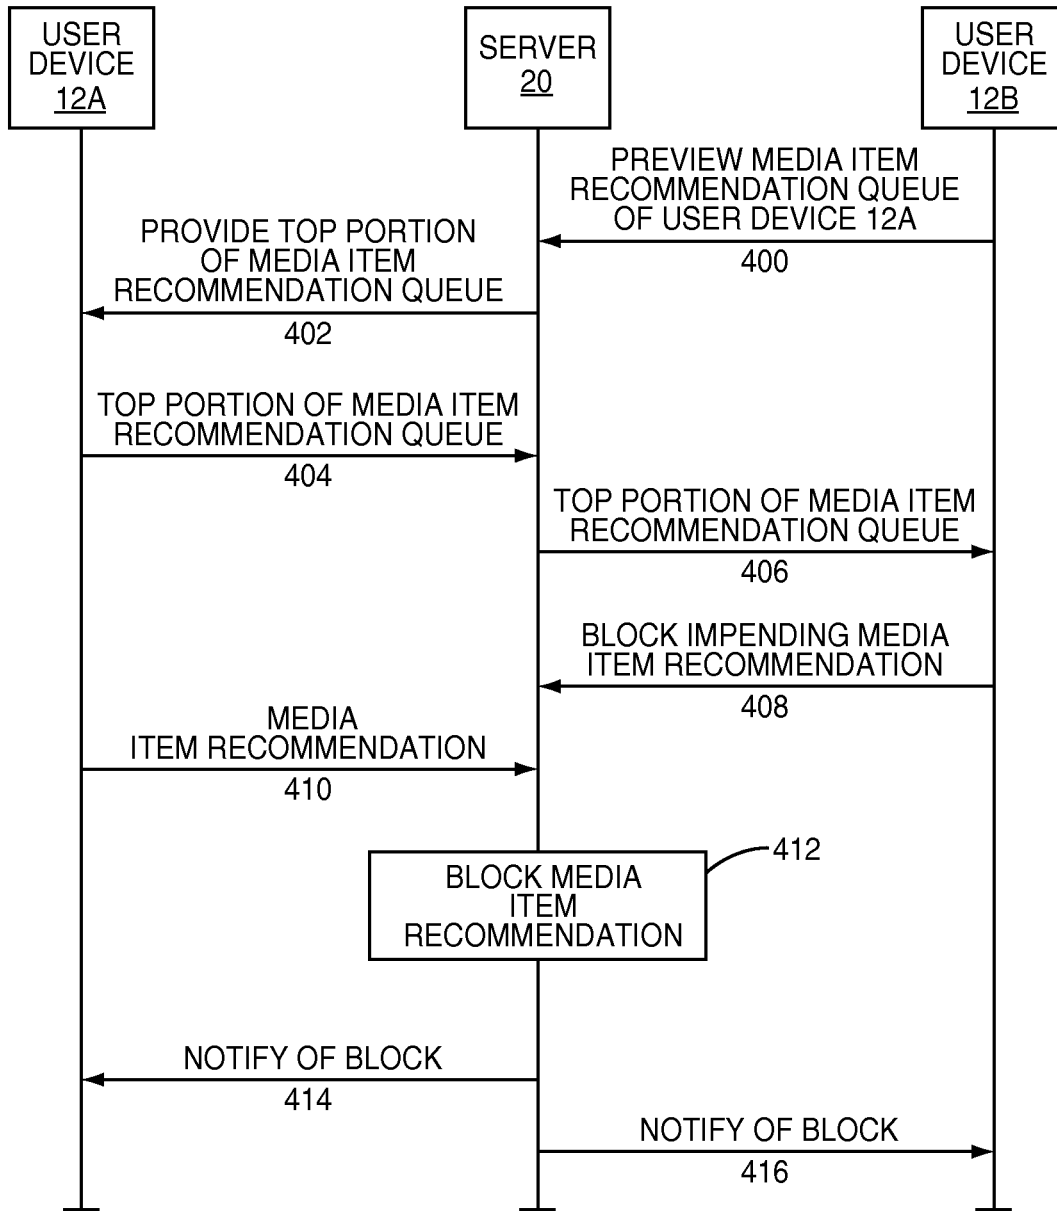 USER
DEVICE
12A
SERVER
20
USER
DEVICE
12B
PREVIEW MEDIA ITEM
RECOMMENDATION QUEUE
OF USER DEVICE 12A
400
PROVIDE TOP PORTION
OF MEDIA ITEM
RECOMMENDATION QUEUE
402
TOP PORTION OF MEDIA ITEM
RECOMMENDATION QUEUE
404
TOP PORTION OF MEDIA ITEM
RECOMMENDATION QUEUE
406
BLOCK IMPENDING MEDIA
ITEM RECOMMENDATION
408
MEDIA
ITEM RECOMMENDATION
410
412
BLOCK MEDIA
ITEM
RECOMMENDATION
NOTIFY OF BLOCK
414
NOTIFY OF BLOCK
416